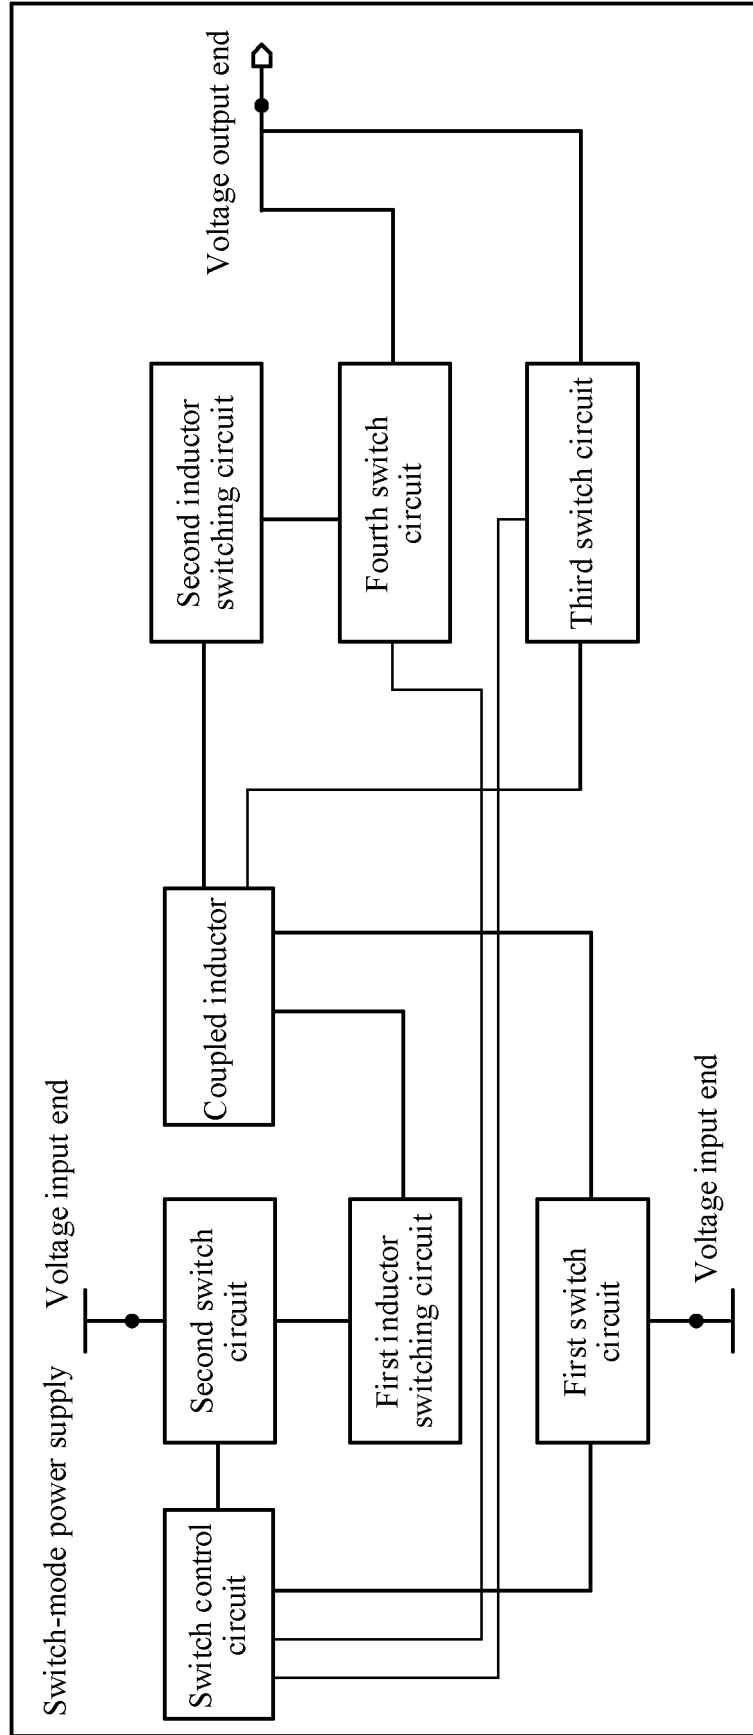 Switch-mode power supply
Voltage input end
Voltage output end
Switch control
circuit
Second switch
circuit
Coupled inductor
Second inductor
switching circuit
First inductor
switching circuit
Fourth switch
circuit
First switch
circuit
Third switch circuit
Voltage input end